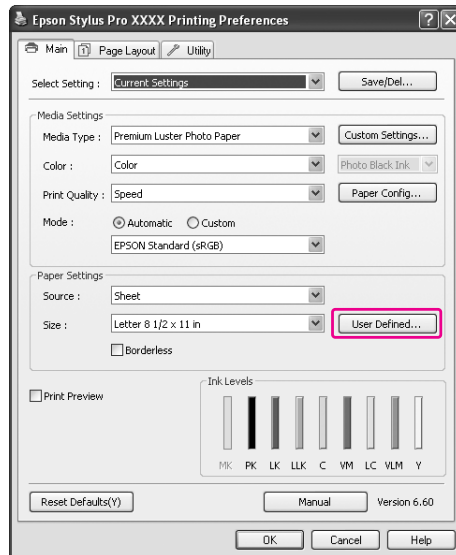 Epson Stylus Pro XXXX Printing Preferences
Main Page Layout Utility
Select Setting : Current Settings Save/Del...
Media Settings
Media Type : Premium Luster Photo Paper Custom Settings...
Color : Color Photo Black Ink
Print Quality : Speed Paper Config...
Mode : Automatic Custom
EPSON Standard (sRGB)
Paper Settings
Source : Sheet
Size : Letter 8 1/2 x 11 in User Defined...
Borderless
Print Preview
Ink Levels
MK PK LK LLK C VM LC VLM Y
Reset Defaults(Y) Manual Version 6.60
OK Cancel Help